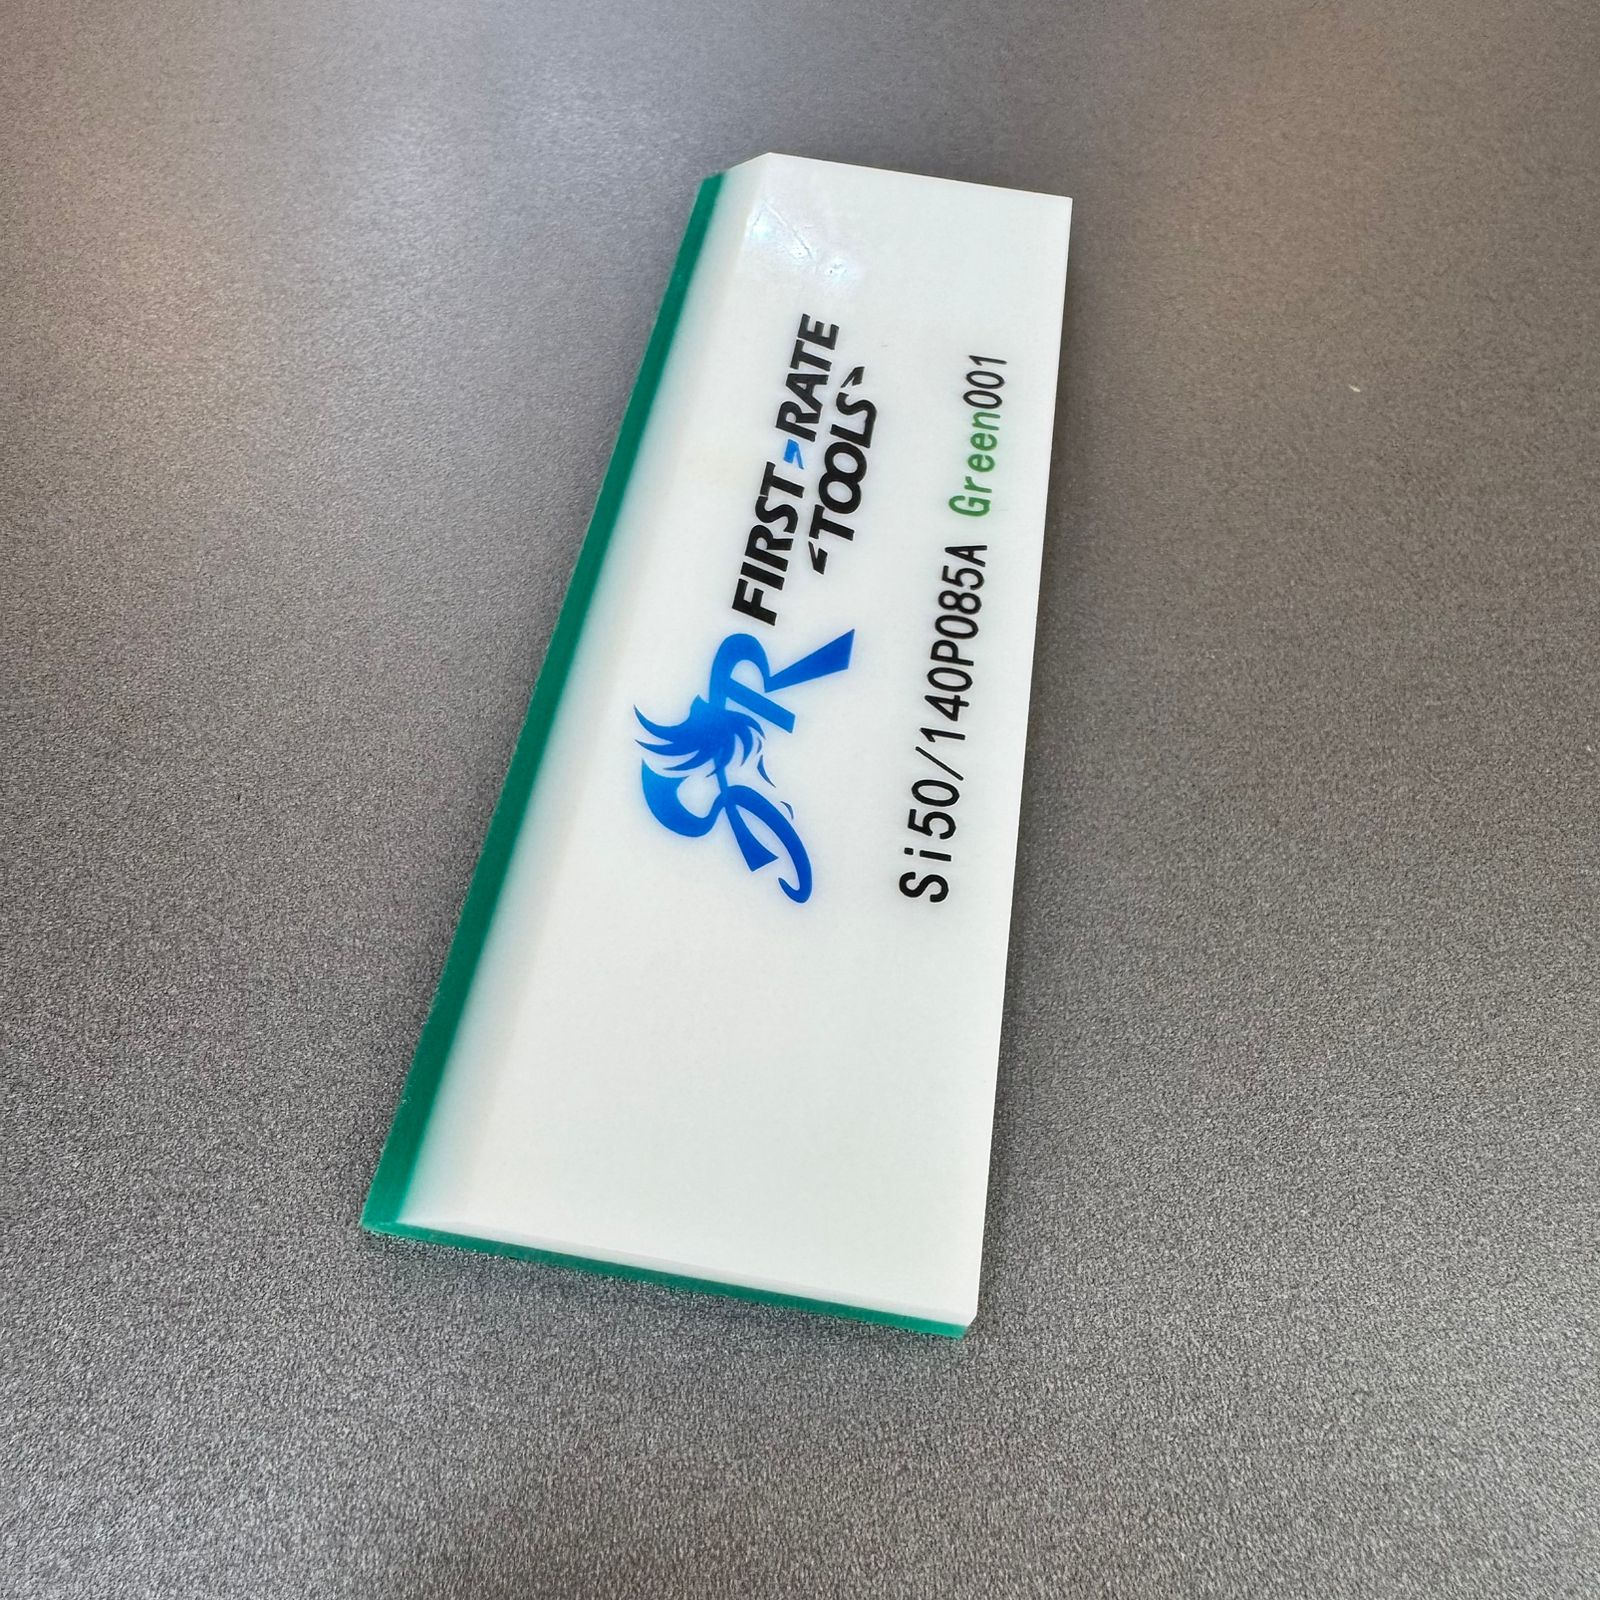 FIRST-RATE
TOOLS
Si50/140P085A Green001